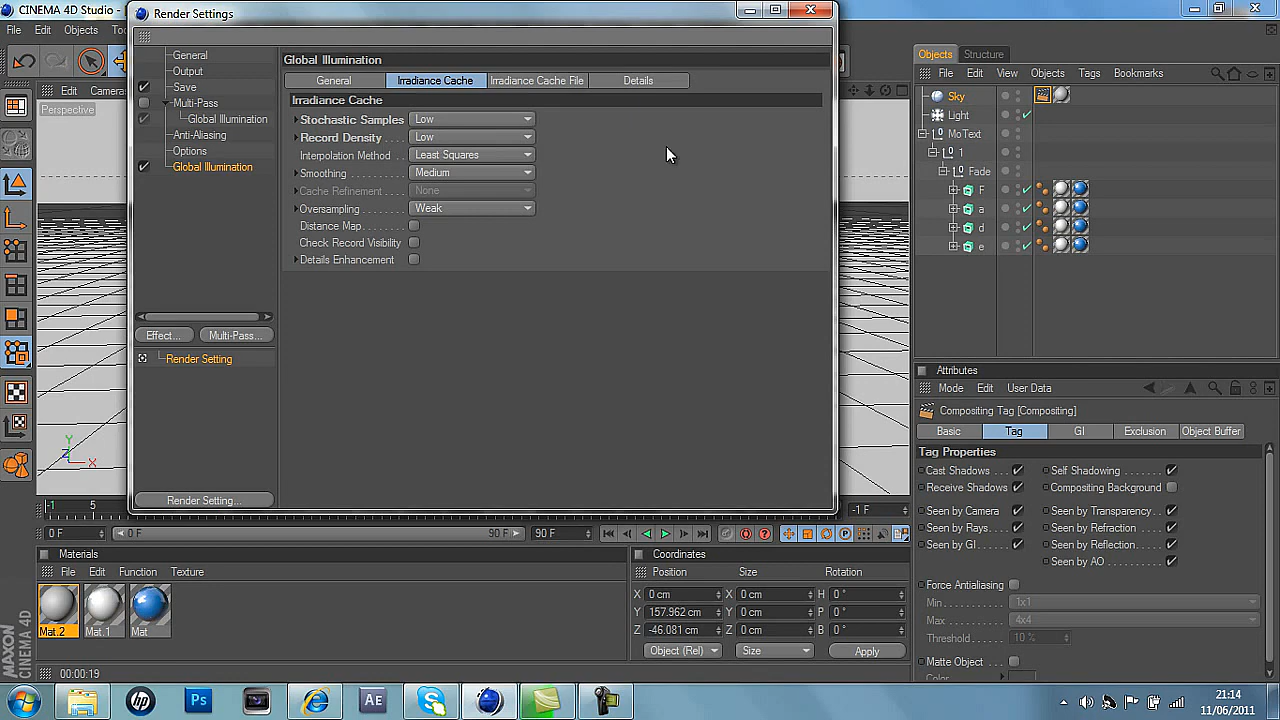 CINEMA 4D Studio -
Render Settings
File Edit Objects To
Objects Structure
File Edit View Objects Tags Bookmarks
Edit Camera
Perspective
General
Output
Save
Multi-Pass
Global Illumination
Anti-Aliasing
Options
Global Illumination
Effect... Multi-Pass...
Render Setting
Render Setting...
Global Illumination
General Irradiance Cache Irradiance Cache File Details
Irradiance Cache
Stochastic Samples Low
Record Density Low
Interpolation Method Least Squares
Smoothing Medium
Cache Refinement None
Oversampling Weak
Distance Map
Check Record Visibility
Details Enhancement
Sky
Light
MoText
1
Fade
F
a
d
e
Attributes
Mode Edit User Data
Compositing Tag [Compositing]
Basic Tag GI Exclusion Object Buffer
Tag Properties
Cast Shadows Self Shadowing
Receive Shadows Compositing Background
Seen by Camera Seen by Transparency
Seen by Rays Seen by Refraction
Seen by GI Seen by Reflection
Seen by AO
Force Antialiasing
Min 1x1
Max 4x4
Threshold 10 %
Matte Object
Color
Y
Z X
-1 5 -1 F
0 F 0 F 90 F 90 F
Materials
File Edit Function Texture
Mat.2 Mat.1 Mat
Coordinates
Position Size Rotation
X 0 cm X 0 cm H 0 °
Y 157.962 cm Y 0 cm P 0 °
Z -46.081 cm Z 0 cm B 0 °
Object (Rel) Size Apply
MAXON
CINEMA 4D
00:00:19
hp Ps AE
21:14
11/06/2011